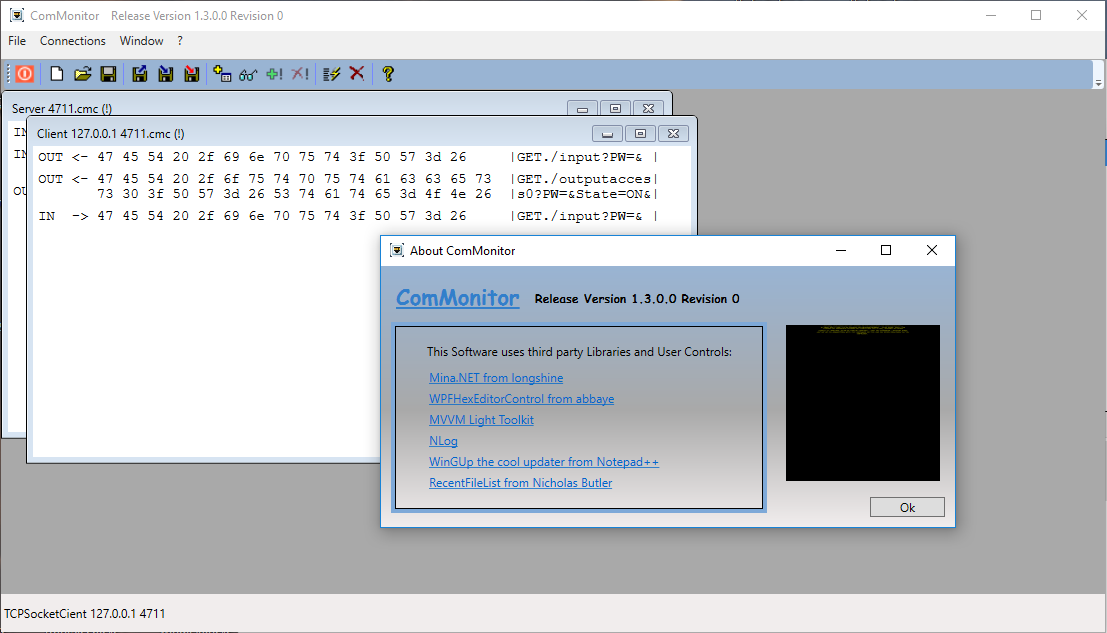 ComMonitor Release Version 1.3.0.0 Revision 0
File Connections Window ?
Server 4711.cmc (!)
IN
IN
OU
Client 127.0.0.1 4711.cmc (!)
OUT <- 47 45 54 20 2f 69 6e 70 75 74 3f 50 57 3d 26 |GET./input?PW=& |
OUT <- 47 45 54 20 2f 6f 75 74 70 75 74 61 63 63 65 73 |GET./outputacces|
73 30 3f 50 57 3d 26 53 74 61 74 65 3d 4f 4e 26 |s0?PW=&State=ON&|
IN -> 47 45 54 20 2f 69 6e 70 75 74 3f 50 57 3d 26 |GET./input?PW=& |
About ComMonitor
ComMonitor Release Version 1.3.0.0 Revision 0
This Software uses third party Libraries and User Controls:
Mina.NET from longshine
WPFHexEditorControl from abbaye
MVVM Light Toolkit
NLog
WinGUp the cool updater from Notepad++
RecentFileList from Nicholas Butler
Ok
TCPSocketCient 127.0.0.1 4711